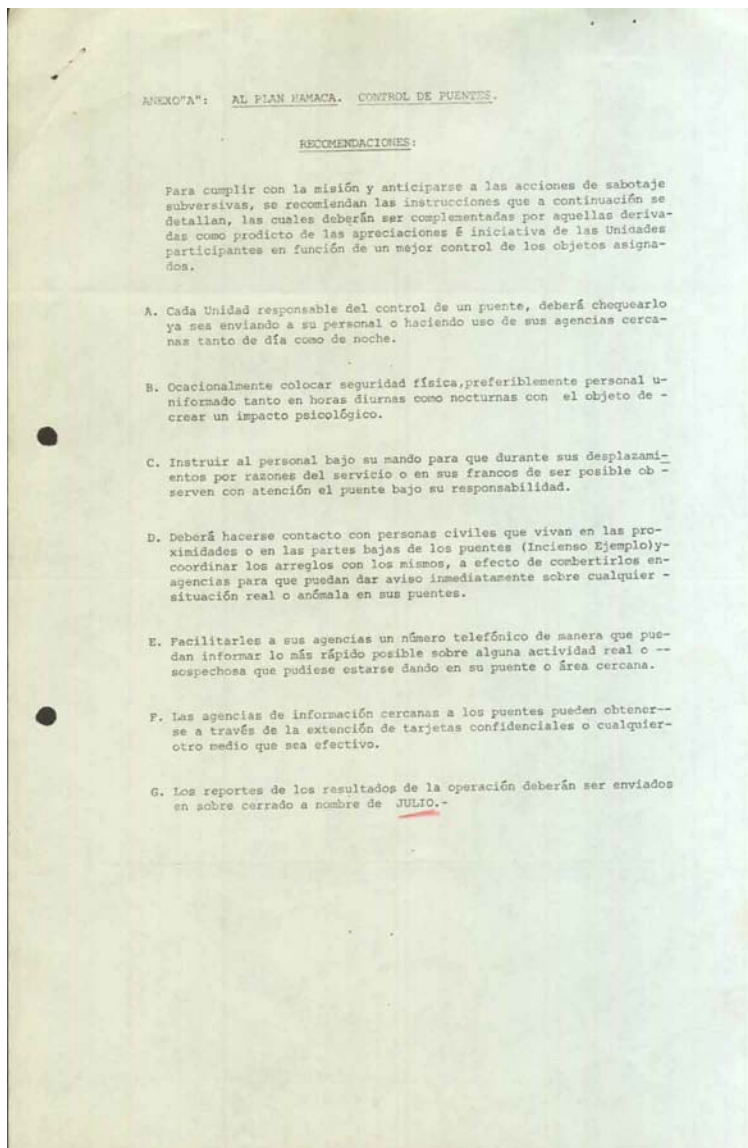 ANEXO"A": AL PLAN HAMACA. CONTROL DE PUENTES.
RECOMENDACIONES:
Para cumplir con la misión y anticiparse a las acciones de sabotaje
subversivas, se recomiendan las instrucciones que a continuación se
detallan, las cuales deberán ser complementadas por aquellas deriva-
das como prodicto de las apreciaciones é iniciativa de las Unidades
participantes en función de un mejor control de los objetos asigna-
dos.
A. Cada Unidad responsable del control de un puente, deberá chequearlo
ya sea enviando a su personal o haciendo uso de sus agencias cerca-
nas tanto de día como de noche.
B. Ocacionalmente colocar seguridad física,preferiblemente personal u-
niformado tanto en horas diurnas como nocturnas con el objeto de -
crear un impacto psicológico.
C. Instruir al personal bajo su mando para que durante sus desplazami-
entos por razones del servicio o en sus francos de ser posible ob -
serven con atención el puente bajo su responsabilidad.
D. Deberá hacerse contacto con personas civiles que vivan en las pro-
ximidades o en las partes bajas de los puentes (Incienso Ejemplo)y-
coordinar los arreglos con los mismos, a efecto de combertirlos en-
agencias para que puedan dar aviso inmediatamente sobre cualquier -
situación real o anómala en sus puentes.
E. Facilitarles a sus agencias un número telefónico de manera que pue-
dan informar lo más rápido posible sobre alguna actividad real o --
sospechosa que pudiese estarse dando en su puente o área cercana.
F. Las agencias de información cercanas a los puentes pueden obtener--
se a través de la extención de tarjetas confidenciales o cualquier-
otro medio que sea efectivo.
G. Los reportes de los resultados de la operación deberán ser enviados
en sobre cerrado a nombre de JULIO.-